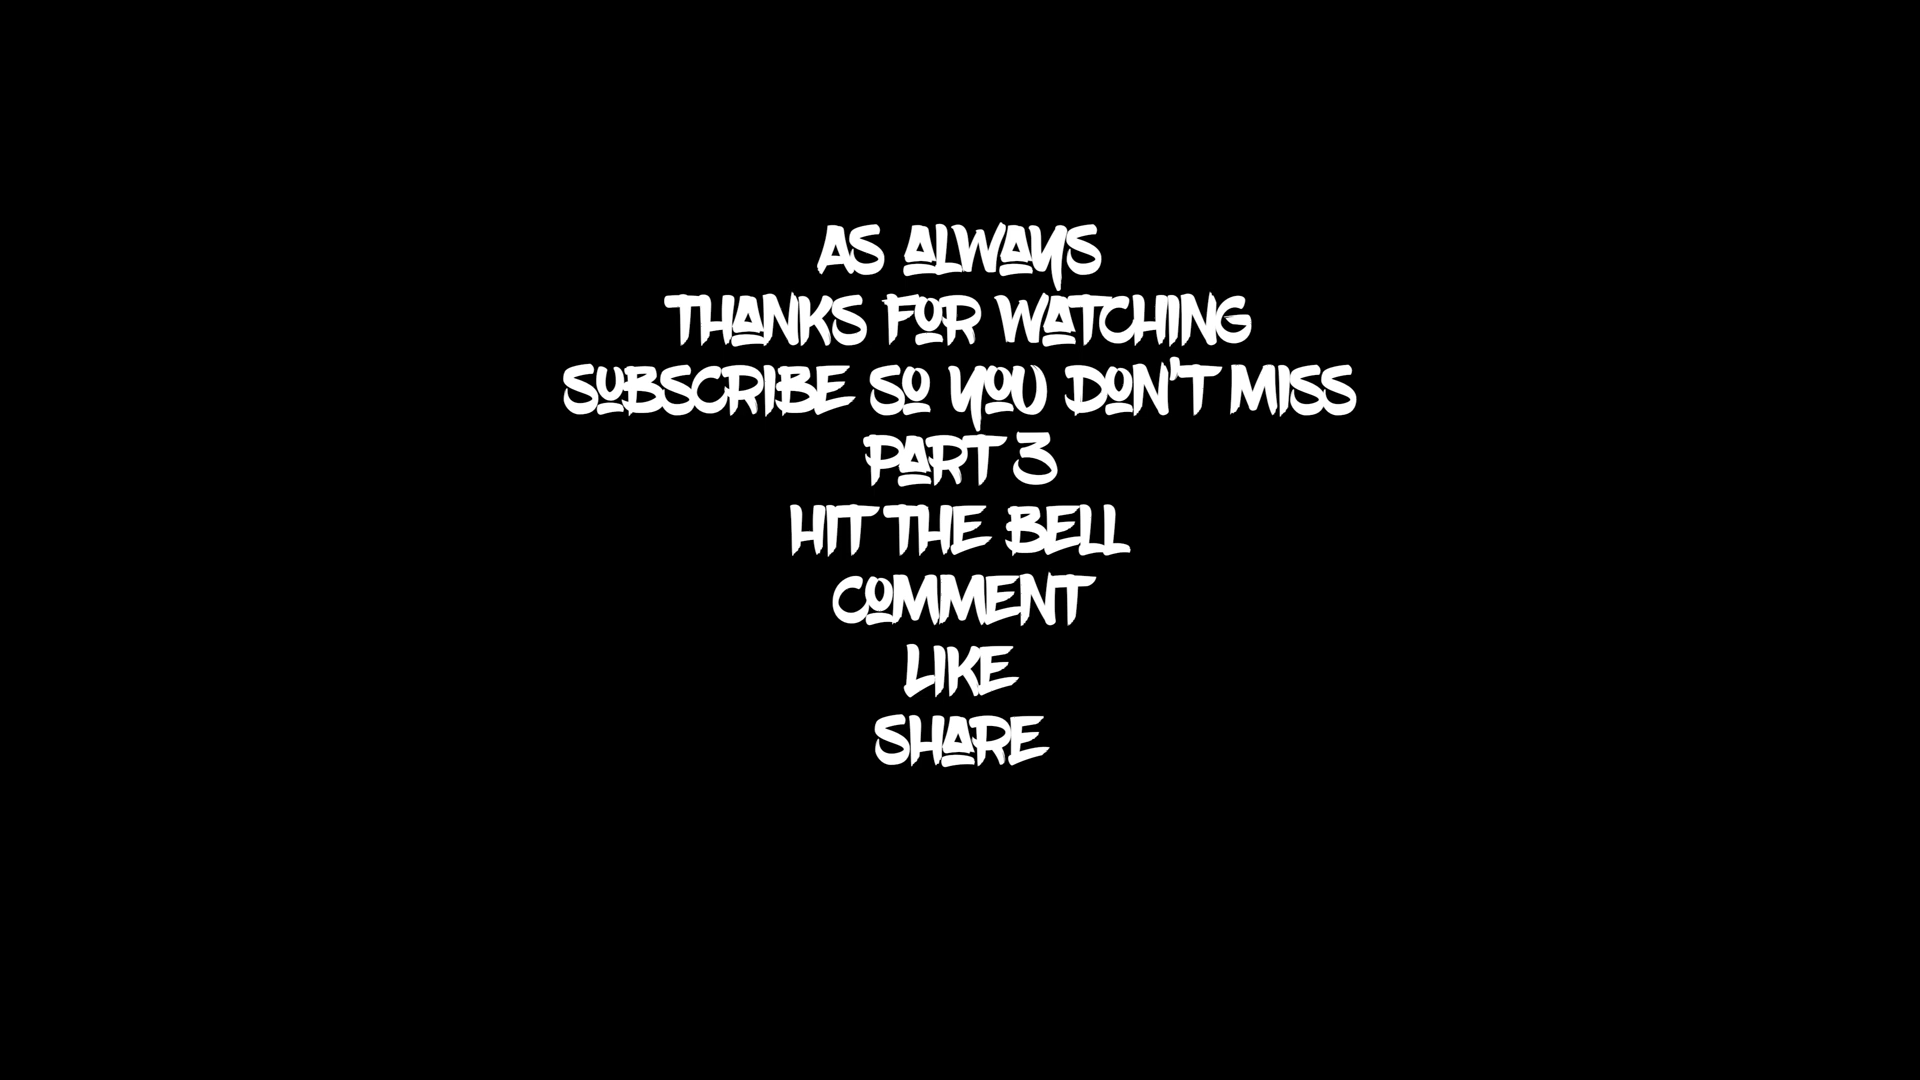 AS ALWAYS
THANKS FOR WATCHING
SUBSCRIBE SO YOU DON'T MISS
PART 3
HIT THE BELL
COMMENT
LIKE
SHARE